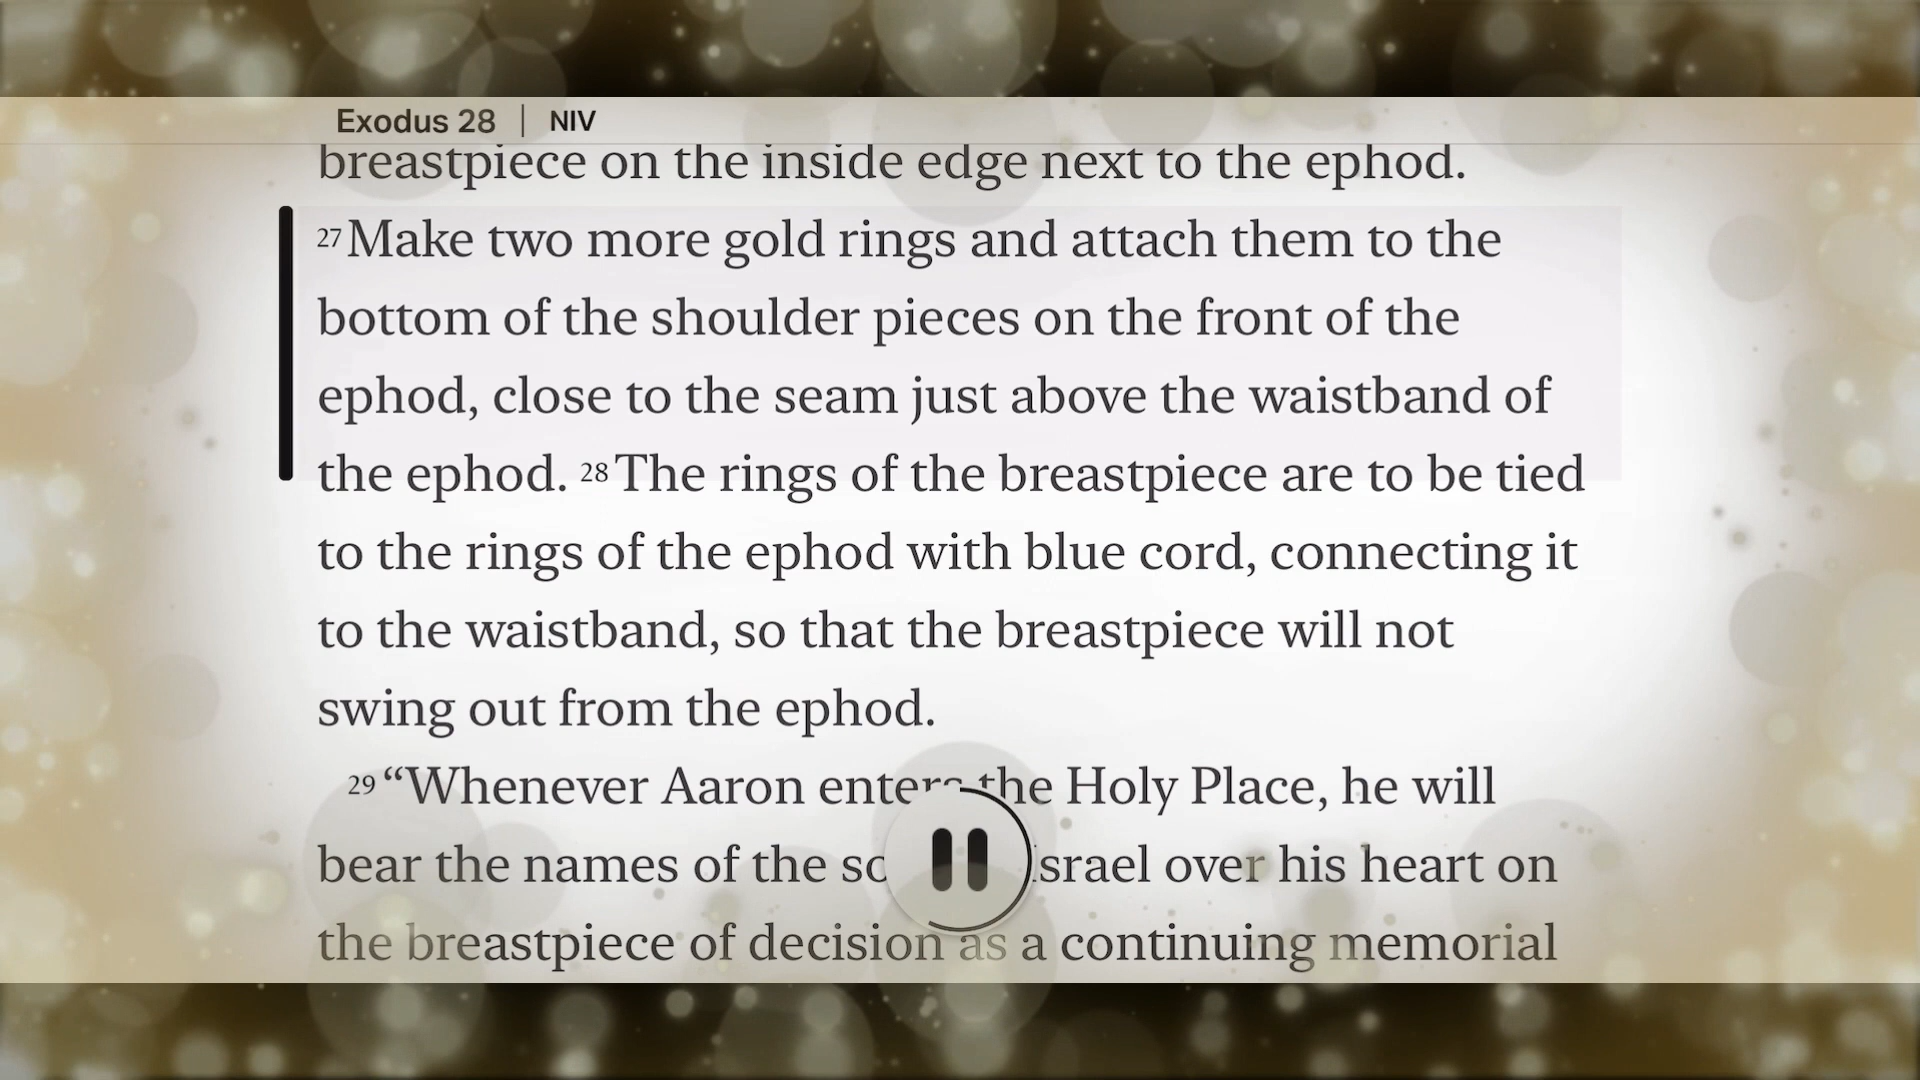 Exodus 28 | NIV
breastpiece on the inside edge next to the ephod.
27 Make two more gold rings and attach them to the
bottom of the shoulder pieces on the front of the
ephod, close to the seam just above the waistband of
the ephod. 28 The rings of the breastpiece are to be tied
to the rings of the ephod with blue cord, connecting it
to the waistband, so that the breastpiece will not
swing out from the ephod.
29 “Whenever Aaron enters the Holy Place, he will
bear the names of the Israel over his heart on
the breastpiece of decision as a continuing memorial